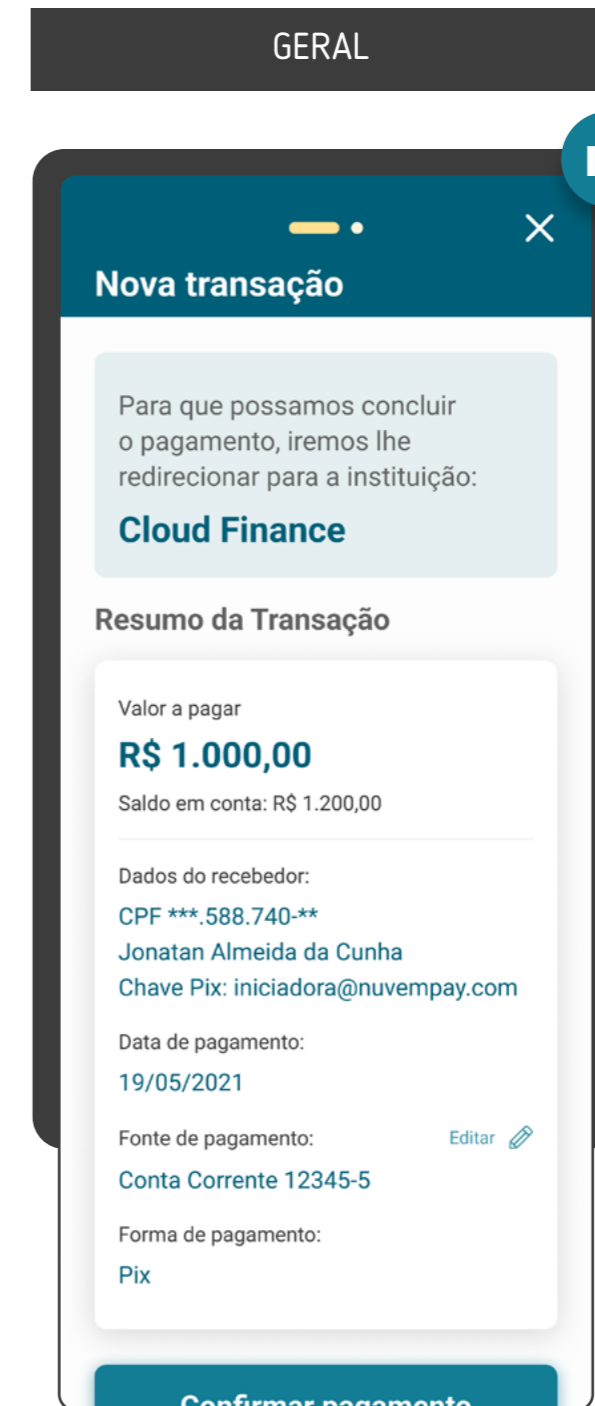 GERAL
Nova transação
Para que possamos concluir
o pagamento, iremos lhe
redirecionar para a instituição:
Cloud Finance
Resumo da Transação
Valor a pagar
R$ 1.000,00
Saldo em conta: R$ 1.200,00
Dados do recebedor:
CPF ***.588.740-**
Jonatan Almeida da Cunha
Chave Pix: iniciadora@nuvempay.com
Data de pagamento:
19/05/2021
Fonte de pagamento:
Editar
Conta Corrente 12345-5
Forma de pagamento:
Pix
Confirmar pagamento